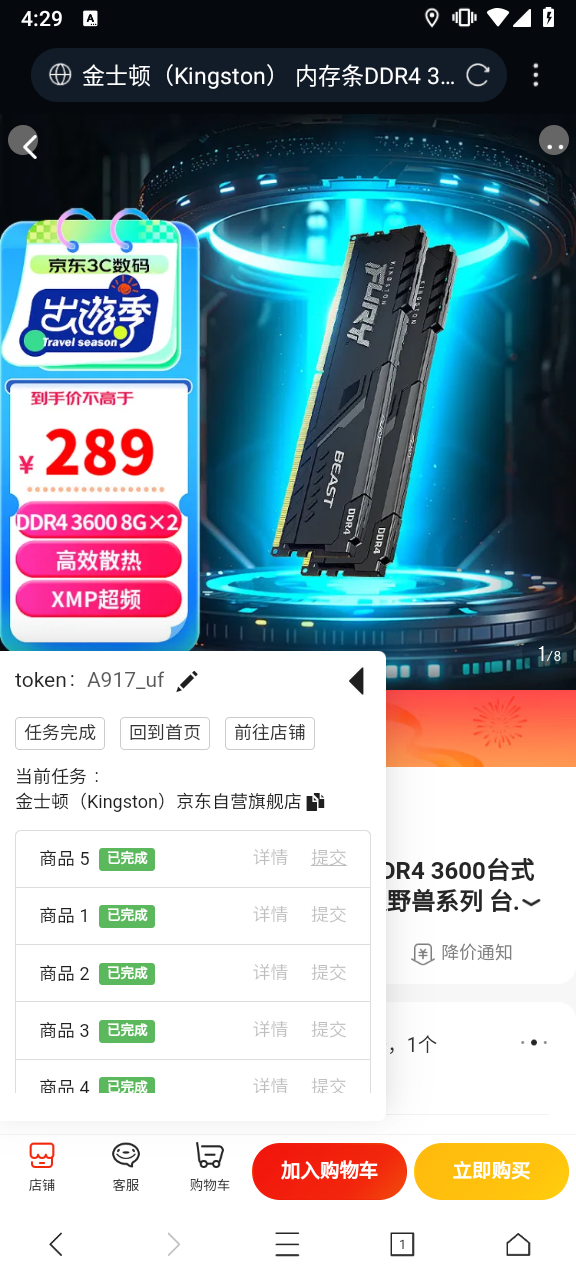 4:29
A
金士顿（Kingston） 内存条DDR4 3...
京东3C数码
出游季
Travel season
到手价不高于
¥289
DDR4 3600 8G×2
高效散热
XMP超频
KINGSTON
FURY
BEAST
DDR4
DDR4
1/8
token： A917_uf
任务完成 回到首页 前往店铺
当前任务：
金士顿（Kingston）京东自营旗舰店
商品 5 已完成 详情 提交
商品 1 已完成 详情 提交
商品 2 已完成 详情 提交
商品 3 已完成 详情 提交
商品 4 已完成 详情 提交
DR4 3600台式
野兽系列 台.
降价通知
，1个
店铺 客服 购物车 加入购物车 立即购买
1